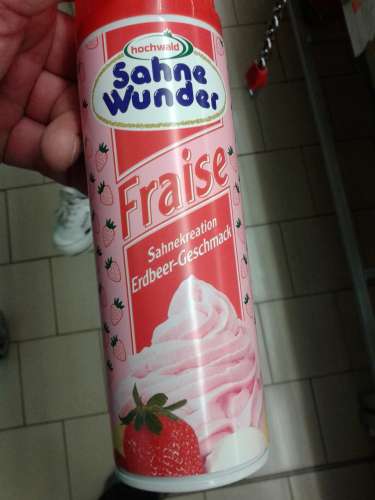 hochwald
Sahne
Wunder
Fraise
Sahnekreation
Erdbeer-Geschmack